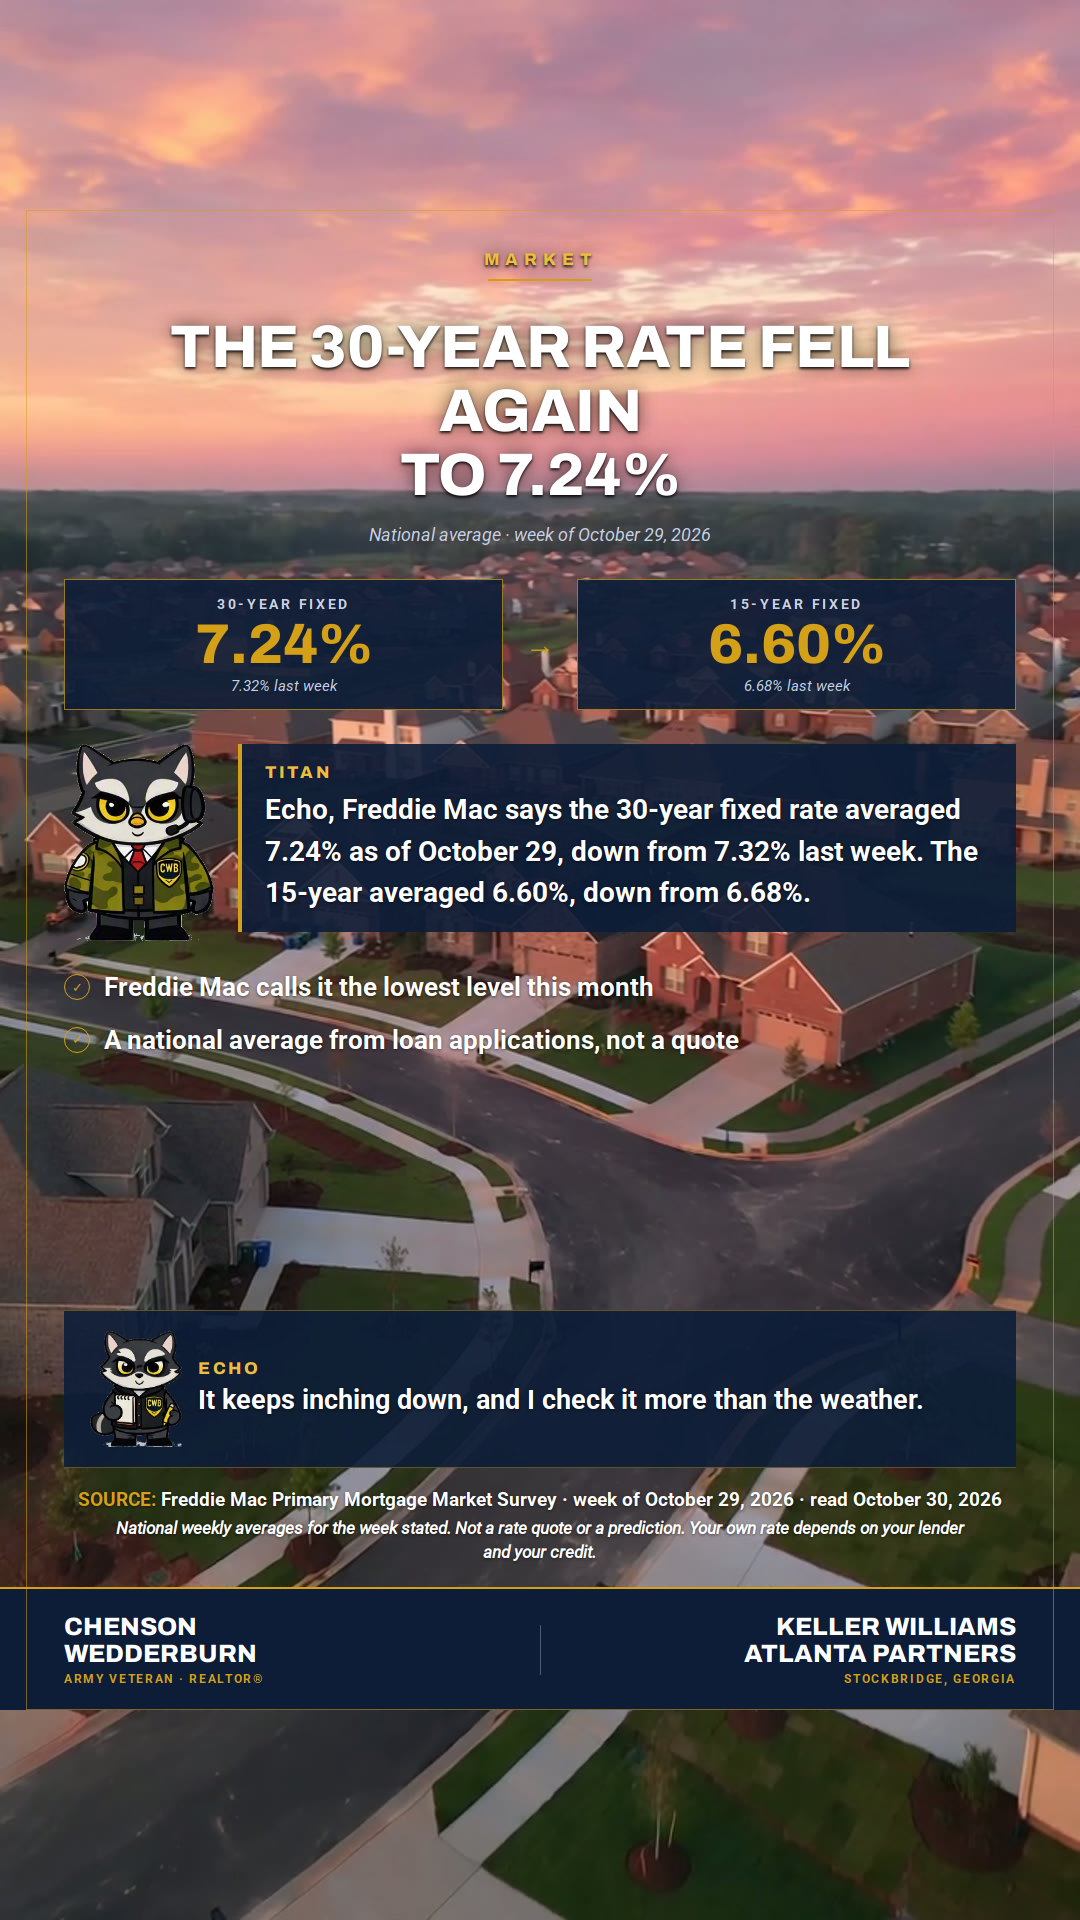 MARKET
THE 30-YEAR RATE FELL
AGAIN
TO 7.24%
National average · week of October 29, 2026
30-YEAR FIXED
7.24%
7.32% last week
→
15-YEAR FIXED
6.60%
6.68% last week
TITAN
Echo, Freddie Mac says the 30-year fixed rate averaged
7.24% as of October 29, down from 7.32% last week. The
15-year averaged 6.60%, down from 6.68%.
CWB
✓ Freddie Mac calls it the lowest level this month
✓ A national average from loan applications, not a quote
ECHO
It keeps inching down, and I check it more than the weather.
CWB
SOURCE: Freddie Mac Primary Mortgage Market Survey · week of October 29, 2026 · read October 30, 2026
National weekly averages for the week stated. Not a rate quote or a prediction. Your own rate depends on your lender
and your credit.
CHENSON
WEDDERBURN
ARMY VETERAN · REALTOR®
KELLER WILLIAMS
ATLANTA PARTNERS
STOCKBRIDGE, GEORGIA